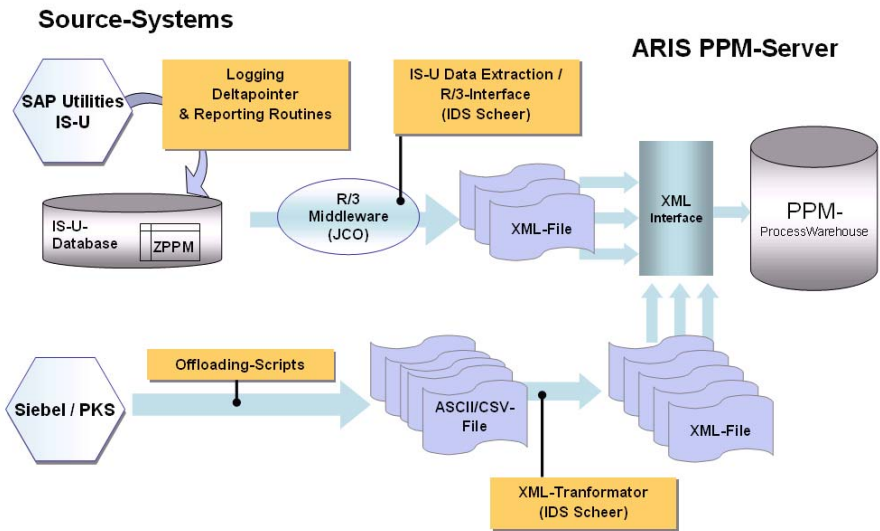 Source-Systems
ARIS PPM-Server
SAP Utilities
IS-U
Logging
Deltapointer
& Reporting Routines
IS-U Data Extraction /
R/3-Interface
(IDS Scheer)
IS-U-
Database
ZPPM
R/3
Middleware
(JCO)
XML-File
XML
Interface
PPM-
ProcessWarehouse
Siebel / PKS
Offloading-Scripts
ASCII/CSV-
File
XML-File
XML-Tranformator
(IDS Scheer)